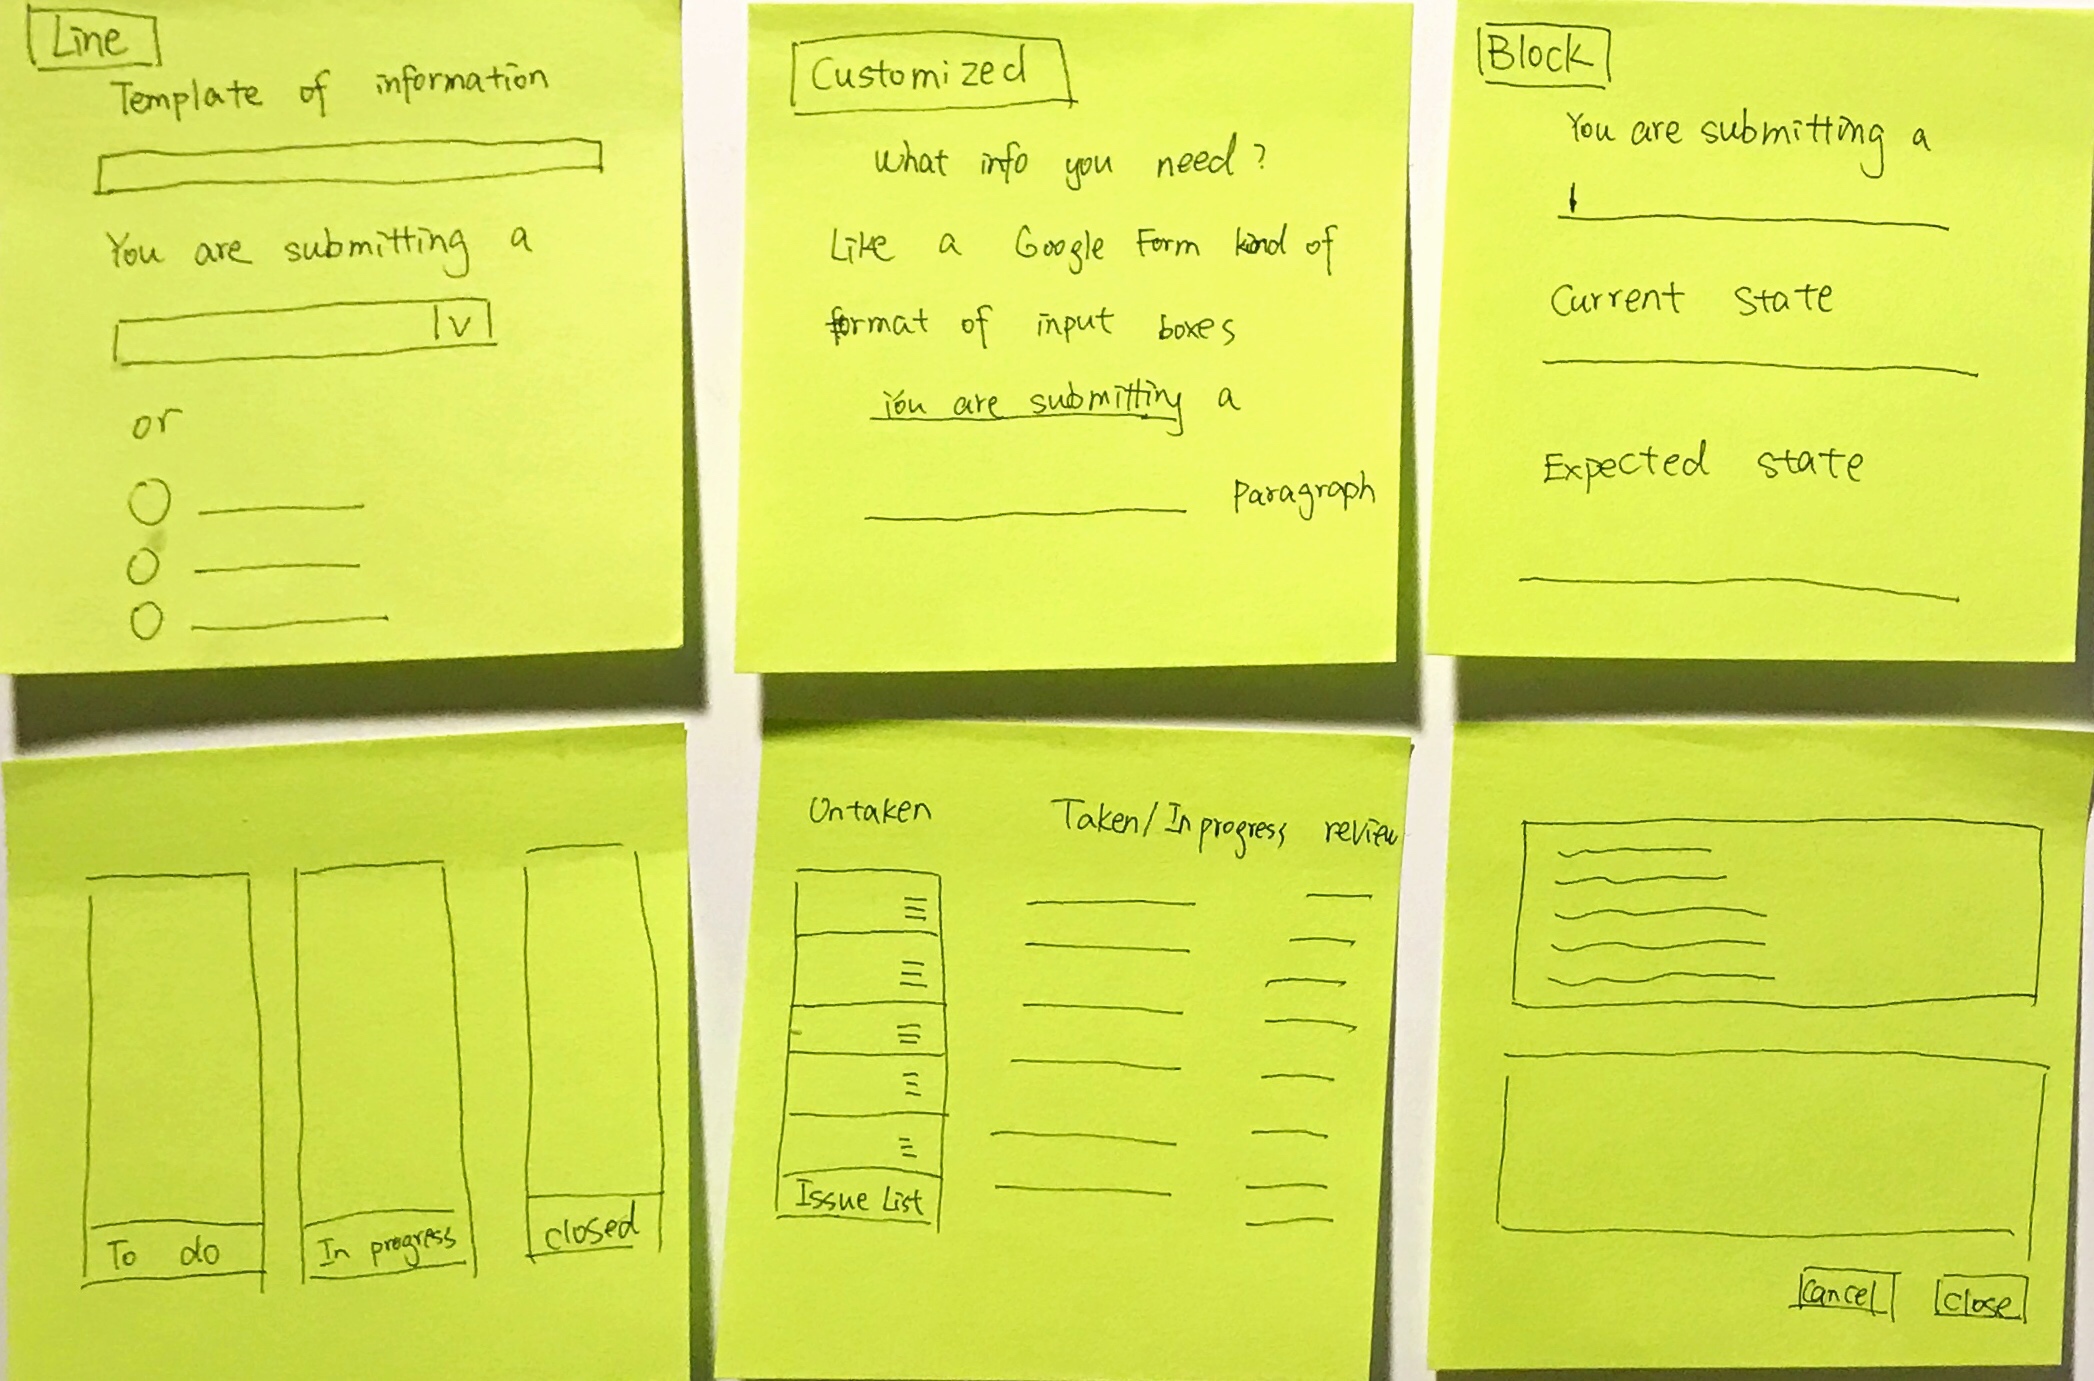 Line
Template of information
You are submitting a
V
or
Customized
What info you need?
Like a Google Form kind of
format of input boxes
You are submitting a
Paragraph
Block
You are submitting a
Current state
Expected state
To do
In progress
closed
Untaken
Taken/In progress
review
Issue List
Cancel
Close